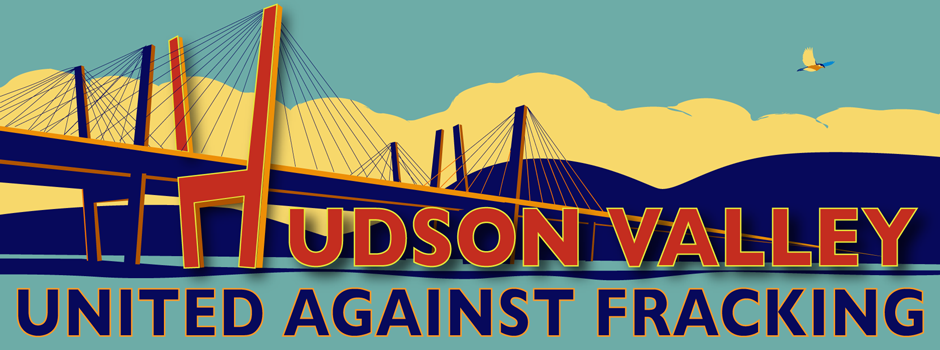 HUDSON VALLEY
UNITED AGAINST FRACKING